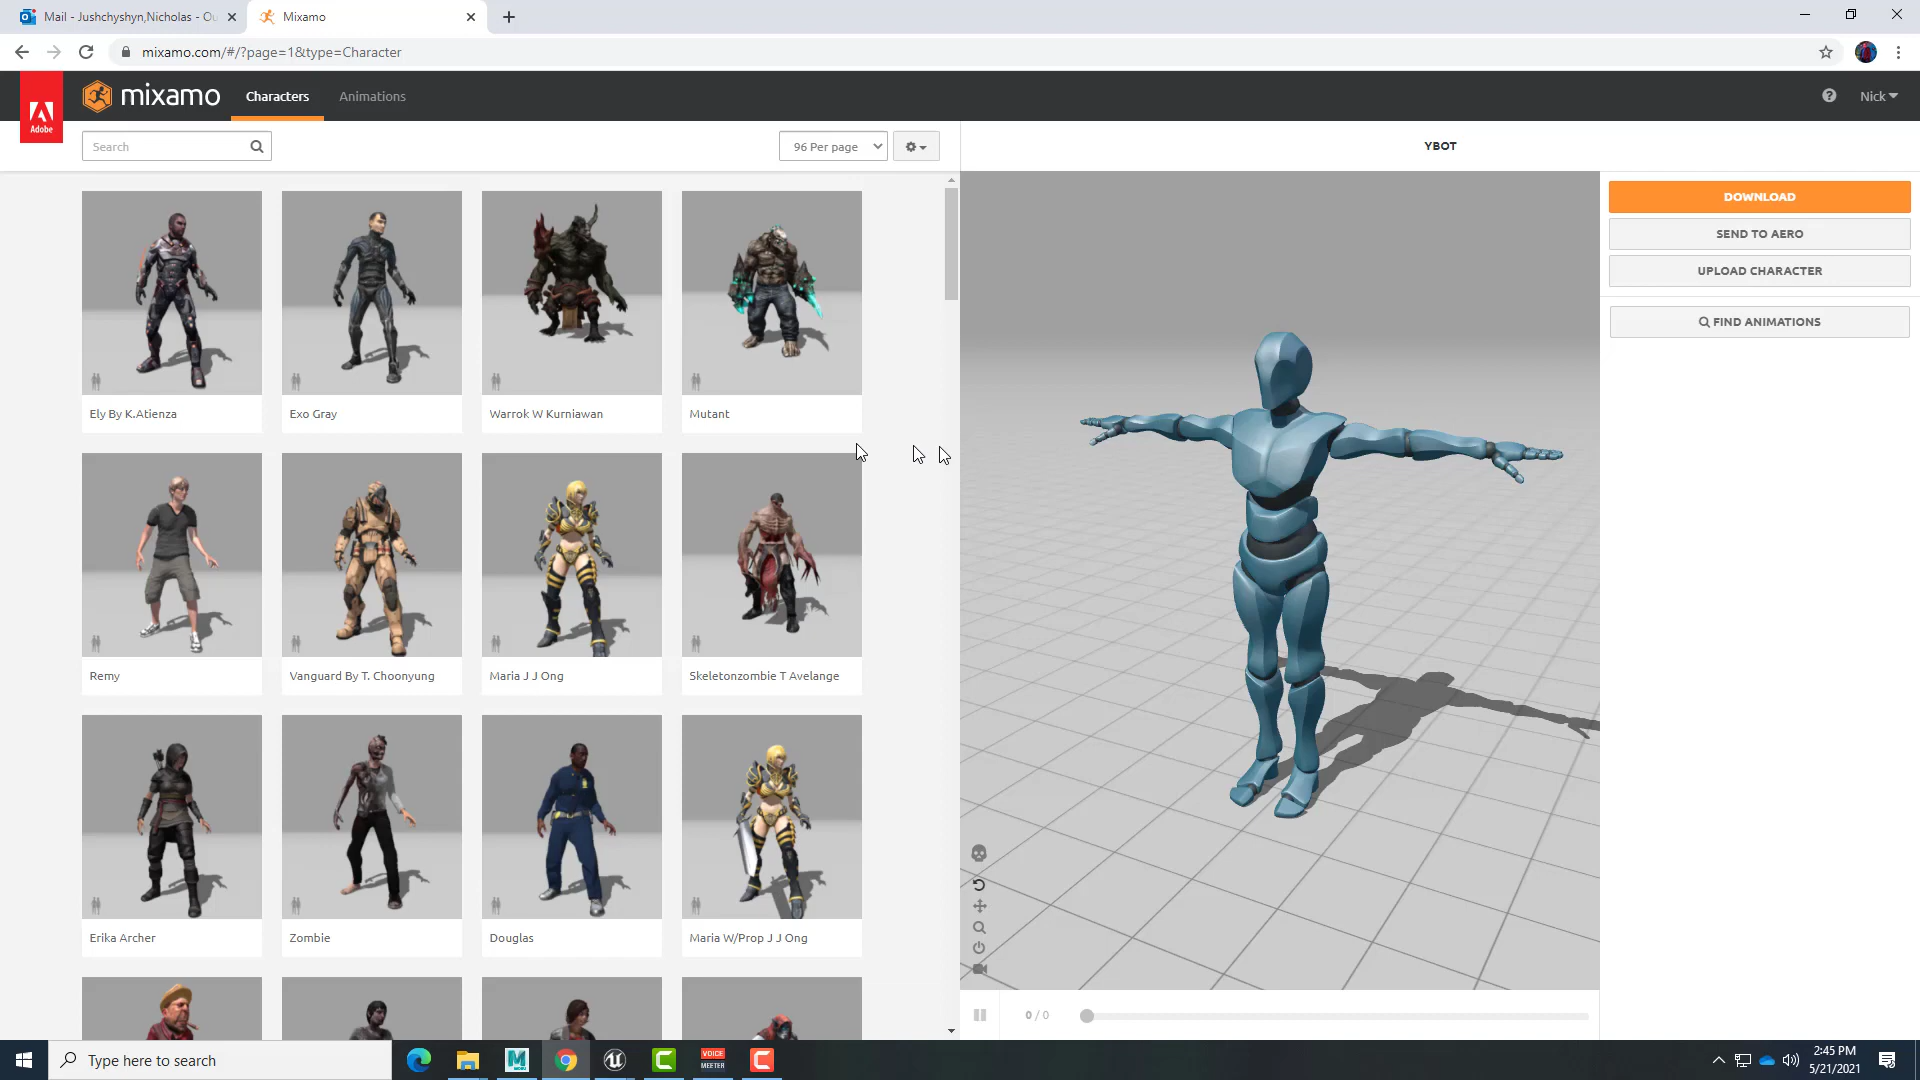 Mail - Jushchyshyn,Nicholas - Ou
Mixamo
mixamo.com/#/?page=1&type=Character
Adobe
mixamo
Characters
Animations
Nick
Search
96 Per page
YBOT
DOWNLOAD
SEND TO AERO
UPLOAD CHARACTER
FIND ANIMATIONS
Ely By K.Atienza
Exo Gray
Warrok W Kurniawan
Mutant
Remy
Vanguard By T. Choonyung
Maria J J Ong
Skeletonzombie T Avelange
Erika Archer
Zombie
Douglas
Maria W/Prop J J Ong
0 / 0
Type here to search
VOICE
MEETER
2:45 PM
5/21/2021